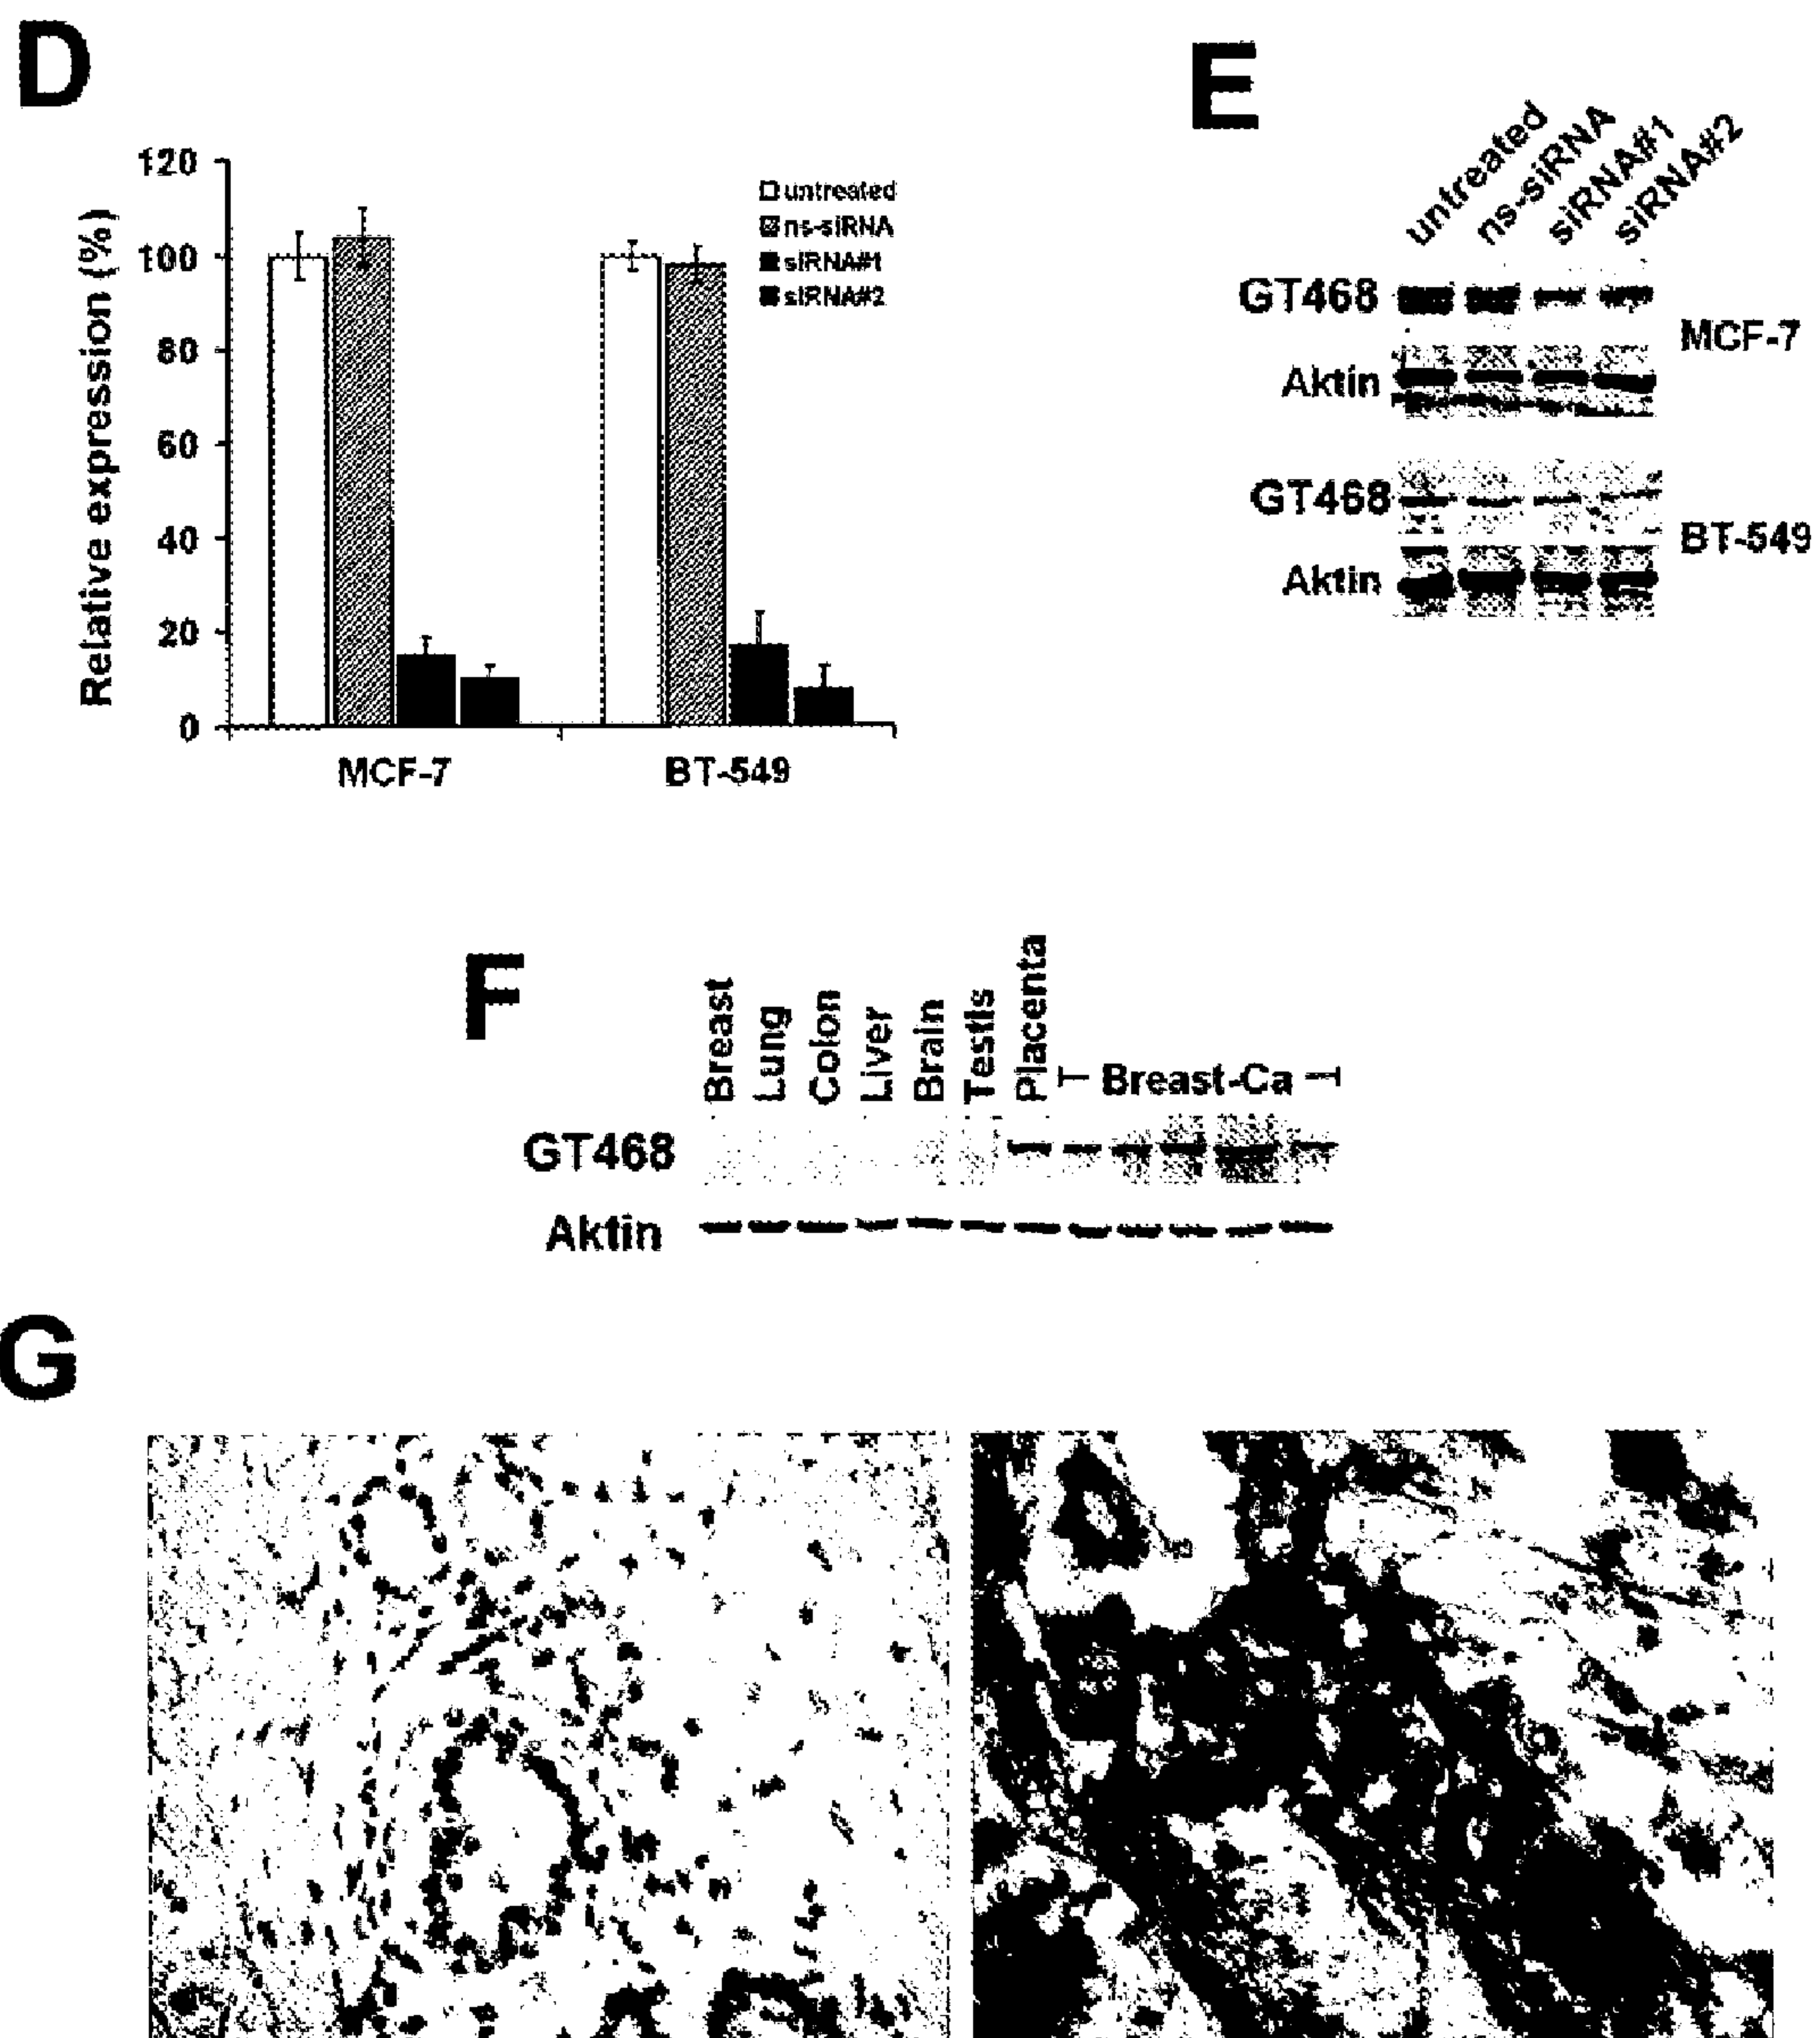 D
120
100
80
60
40
20
0
Relative expression (%)
untreated
ns-siRNA
siRNA#1
siRNA#2
MCF-7
BT-549
E
untreated
ns-siRNA
siRNA#1
siRNA#2
GT468
Aktin
MCF-7
GT468
Aktin
BT-549
F
Breast
Lung
Colon
Liver
Brain
Testis
Placenta
Breast-Ca
GT468
Aktin
G